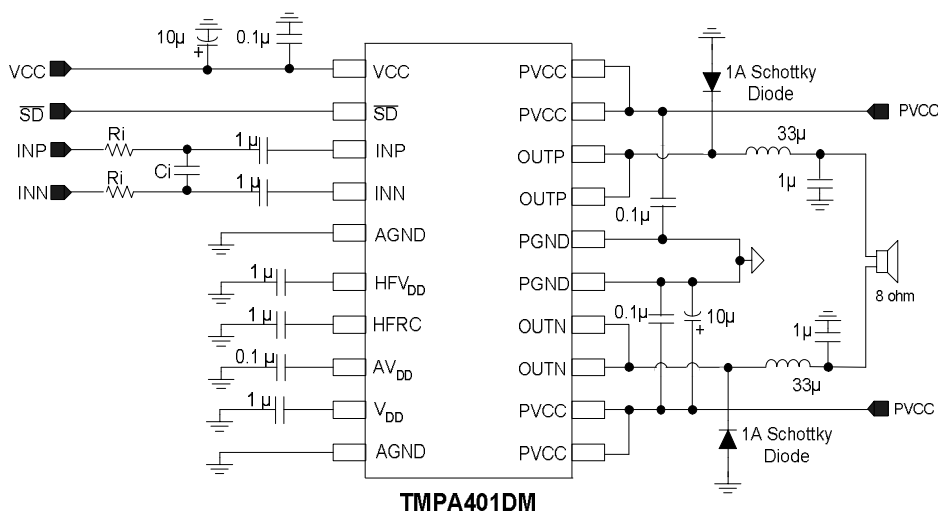 10µ
0.1µ
VCC
VCC
PVCC
1A Schottky
Diode
SD
SD
PVCC
PVCC
INP
Ri
1 µ
INP
OUTP
33µ
Ci
1µ
INN
Ri
1 µ
INN
OUTP
0.1µ
AGND
PGND
1 µ
HFVDD
PGND
8 ohm
1 µ
HFRC
0.1µ
10µ
+
OUTN
1µ
0.1 µ
AVDD
OUTN
33µ
1 µ
VDD
PVCC
PVCC
AGND
PVCC
1A Schottky
Diode
+
TMPA401DM